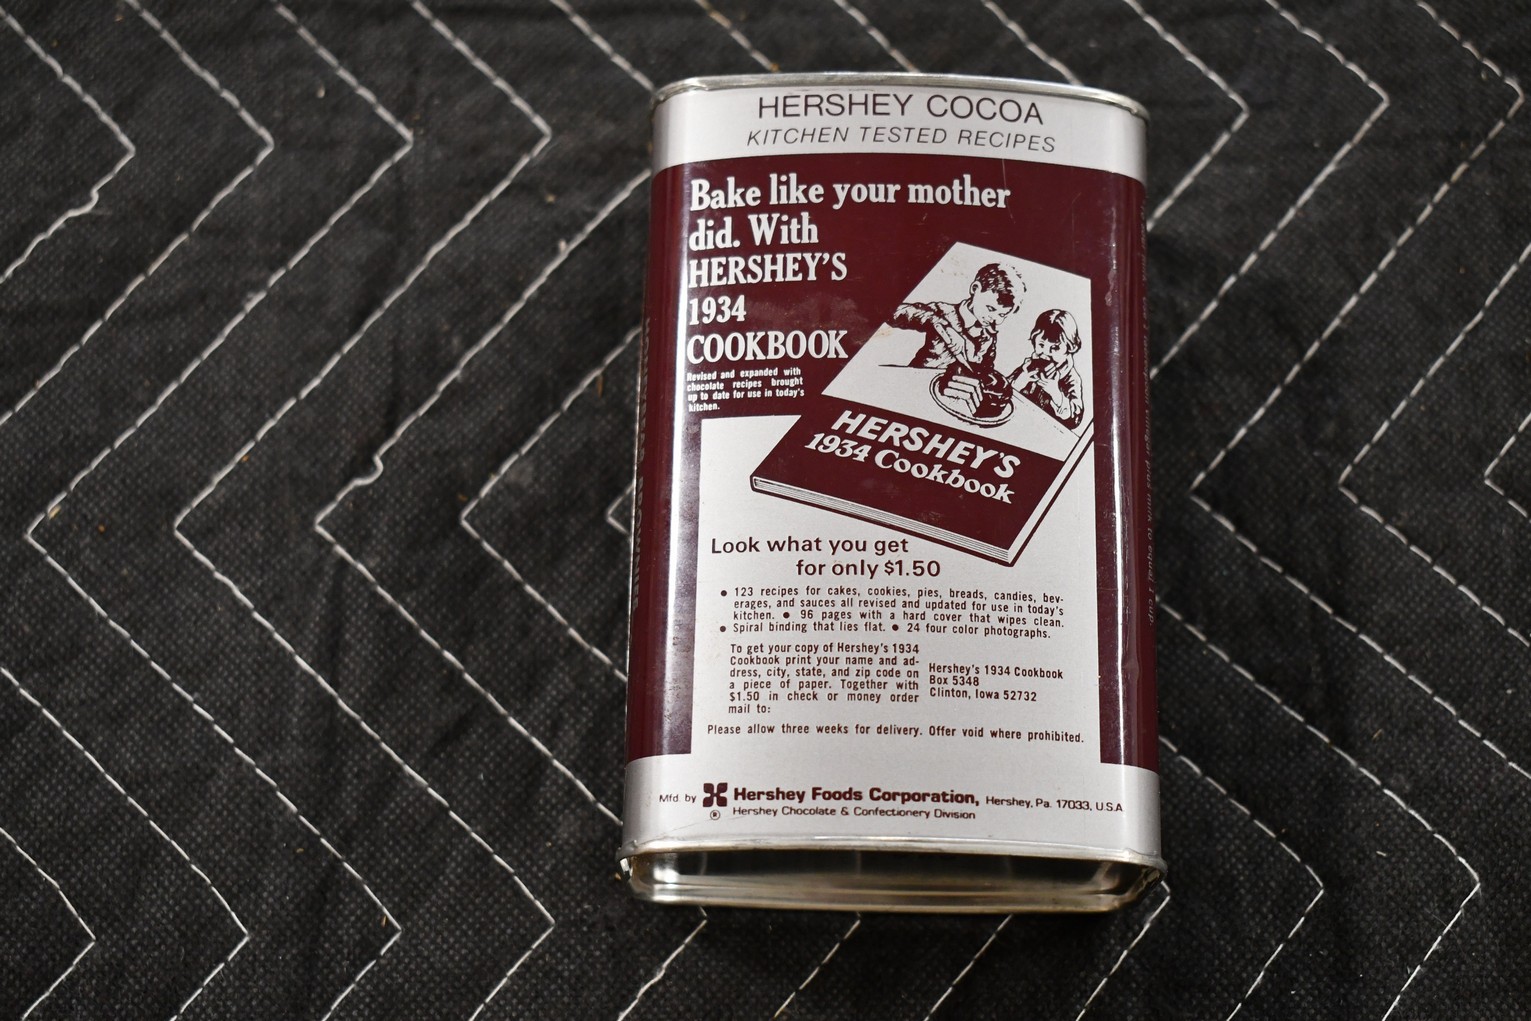 HERSHEY COCOA
KITCHEN TESTED RECIPES
Bake like your mother
did. With
HERSHEY'S
1934
COOKBOOK
Revised and expanded with
chocolate recipes brought
up to date for use in today's
kitchen.
HERSHEY'S
1934 Cookbook
Look what you get
for only $1.50
● 123 recipes for cakes, cookies, pies, breads, candies, bev-
erages, and sauces all revised and updated for use in today's
kitchen. ● 96 pages with a hard cover that wipes clean.
● Spiral binding that lies flat. ● 24 four color photographs.
To get your copy of Hershey's 1934
Cookbook print your name and ad-
dress, city, state, and zip code on
a piece of paper. Together with
$1.50 in check or money order
mail to:
Hershey's 1934 Cookbook
Box 5348
Clinton, Iowa 52732
Please allow three weeks for delivery. Offer void where prohibited.
Mfd. by Hershey Foods Corporation, Hershey, Pa. 17033, U.S.A.
® Hershey Chocolate & Confectionery Division